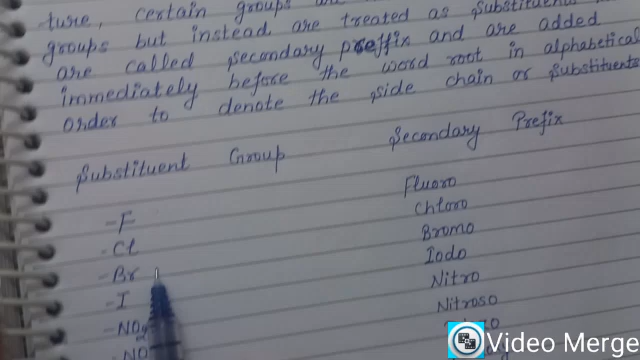 ture, certain groups are
groups but instead are treated as substituents
are called secondary prefix and are added
immediately before the word root in alphabetical
order to denote the side chain or substituents
Substituent Group Secondary Prefix
-F Fluoro
-Cl Chloro
-Br Bromo
-I Iodo
-NO2 Nitro
-NO Nitroso
Video Merge